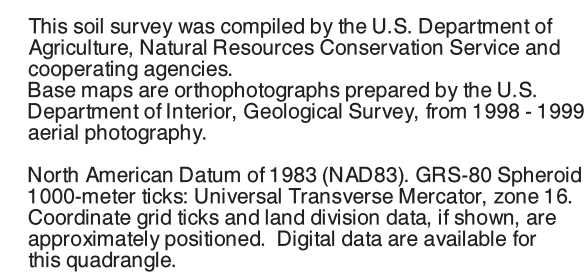 This soil survey was compiled by the U.S. Department of
Agriculture, Natural Resources Conservation Service and
cooperating agencies.
Base maps are orthophotographs prepared by the U.S.
Department of Interior, Geological Survey, from 1998 - 1999
aerial photography.

North American Datum of 1983 (NAD83). GRS-80 Spheroid
1000-meter ticks: Universal Transverse Mercator, zone 16.
Coordinate grid ticks and land division data, if shown, are
approximately positioned.  Digital data are available for
this quadrangle.